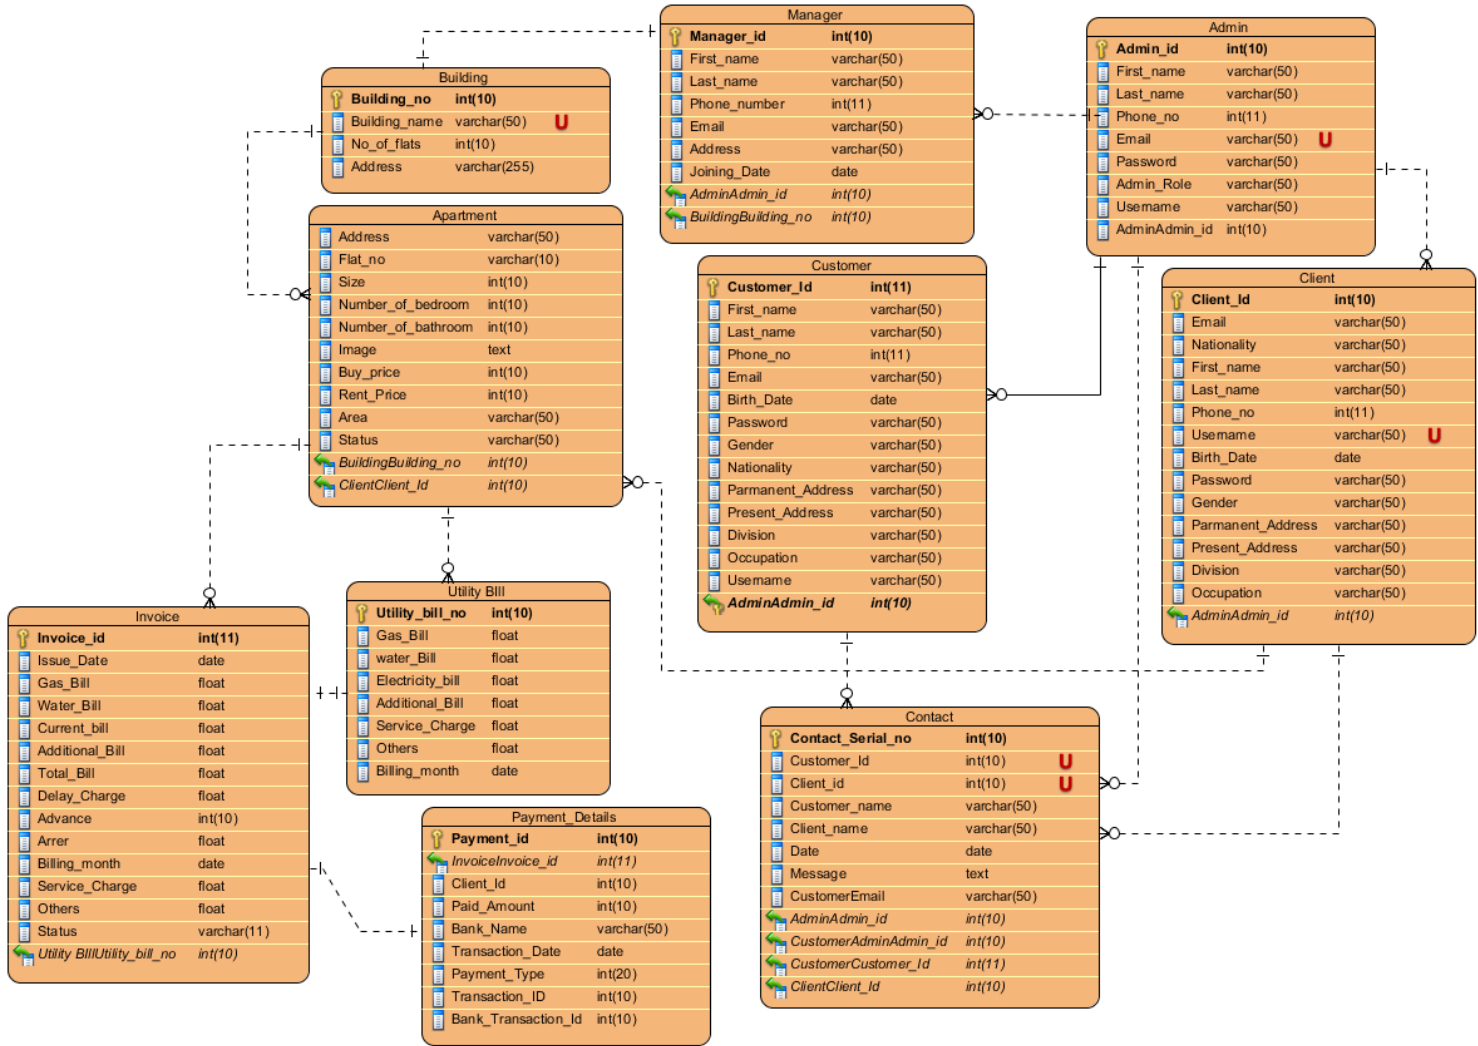 Manager
Manager_id int(10)
First_name varchar(50)
Last_name varchar(50)
Phone_number int(11)
Email varchar(50)
Address varchar(50)
Joining_Date date
AdminAdmin_id int(10)
BuildingBuilding_no int(10)
Admin
Admin_id int(10)
First_name varchar(50)
Last_name varchar(50)
Phone_no int(11)
Email varchar(50) U
Password varchar(50)
Admin_Role varchar(50)
Username varchar(50)
AdminAdmin_id int(10)
Building
Building_no int(10)
Building_name varchar(50) U
No_of_flats int(10)
Address varchar(255)
Apartment
Address varchar(50)
Flat_no varchar(10)
Size int(10)
Number_of_bedroom int(10)
Number_of_bathroom int(10)
Image text
Buy_price int(10)
Rent_Price int(10)
Area varchar(50)
Status varchar(50)
BuildingBuilding_no int(10)
ClientClient_Id int(10)
Customer
Customer_Id int(11)
First_name varchar(50)
Last_name varchar(50)
Phone_no int(11)
Email varchar(50)
Birth_Date date
Password varchar(50)
Gender varchar(50)
Nationality varchar(50)
Parmanent_Address varchar(50)
Present_Address varchar(50)
Division varchar(50)
Occupation varchar(50)
Username varchar(50)
AdminAdmin_id int(10)
Client
Client_Id int(10)
Email varchar(50)
Nationality varchar(50)
First_name varchar(50)
Last_name varchar(50)
Phone_no int(11)
Username varchar(50) U
Birth_Date date
Password varchar(50)
Gender varchar(50)
Parmanent_Address varchar(50)
Present_Address varchar(50)
Division varchar(50)
Occupation varchar(50)
AdminAdmin_id int(10)
Invoice
Invoice_id int(11)
Issue_Date date
Gas_Bill float
Water_Bill float
Current_bill float
Additional_Bill float
Total_Bill float
Delay_Charge float
Advance int(10)
Arrer float
Billing_month date
Service_Charge float
Others float
Status varchar(11)
Utility BIllUtility_bill_no int(10)
Utility BIll
Utility_bill_no int(10)
Gas_Bill float
water_Bill float
Electricity_bill float
Additional_Bill float
Service_Charge float
Others float
Billing_month date
Payment_Details
Payment_id int(10)
InvoiceInvoice_id int(11)
Client_Id int(10)
Paid_Amount int(10)
Bank_Name varchar(50)
Transaction_Date date
Payment_Type int(20)
Transaction_ID int(10)
Bank_Transaction_Id int(10)
Contact
Contact_Serial_no int(10)
Customer_Id int(10) U
Client_id int(10) U
Customer_name varchar(50)
Client_name varchar(50)
Date date
Message text
CustomerEmail varchar(50)
AdminAdmin_id int(10)
CustomerAdminAdmin_id int(10)
CustomerCustomer_Id int(11)
ClientClient_Id int(10)